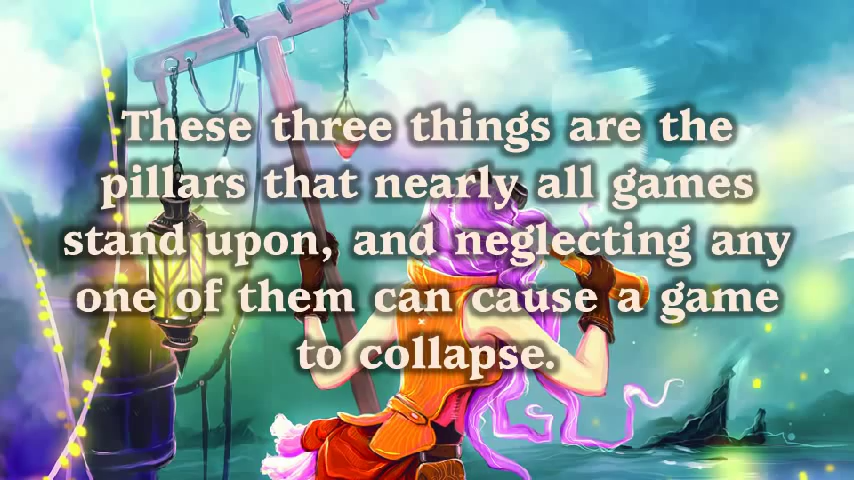 These three things are the
pillars that nearly all games
stand upon, and neglecting any
one of them can cause a game
to collapse.